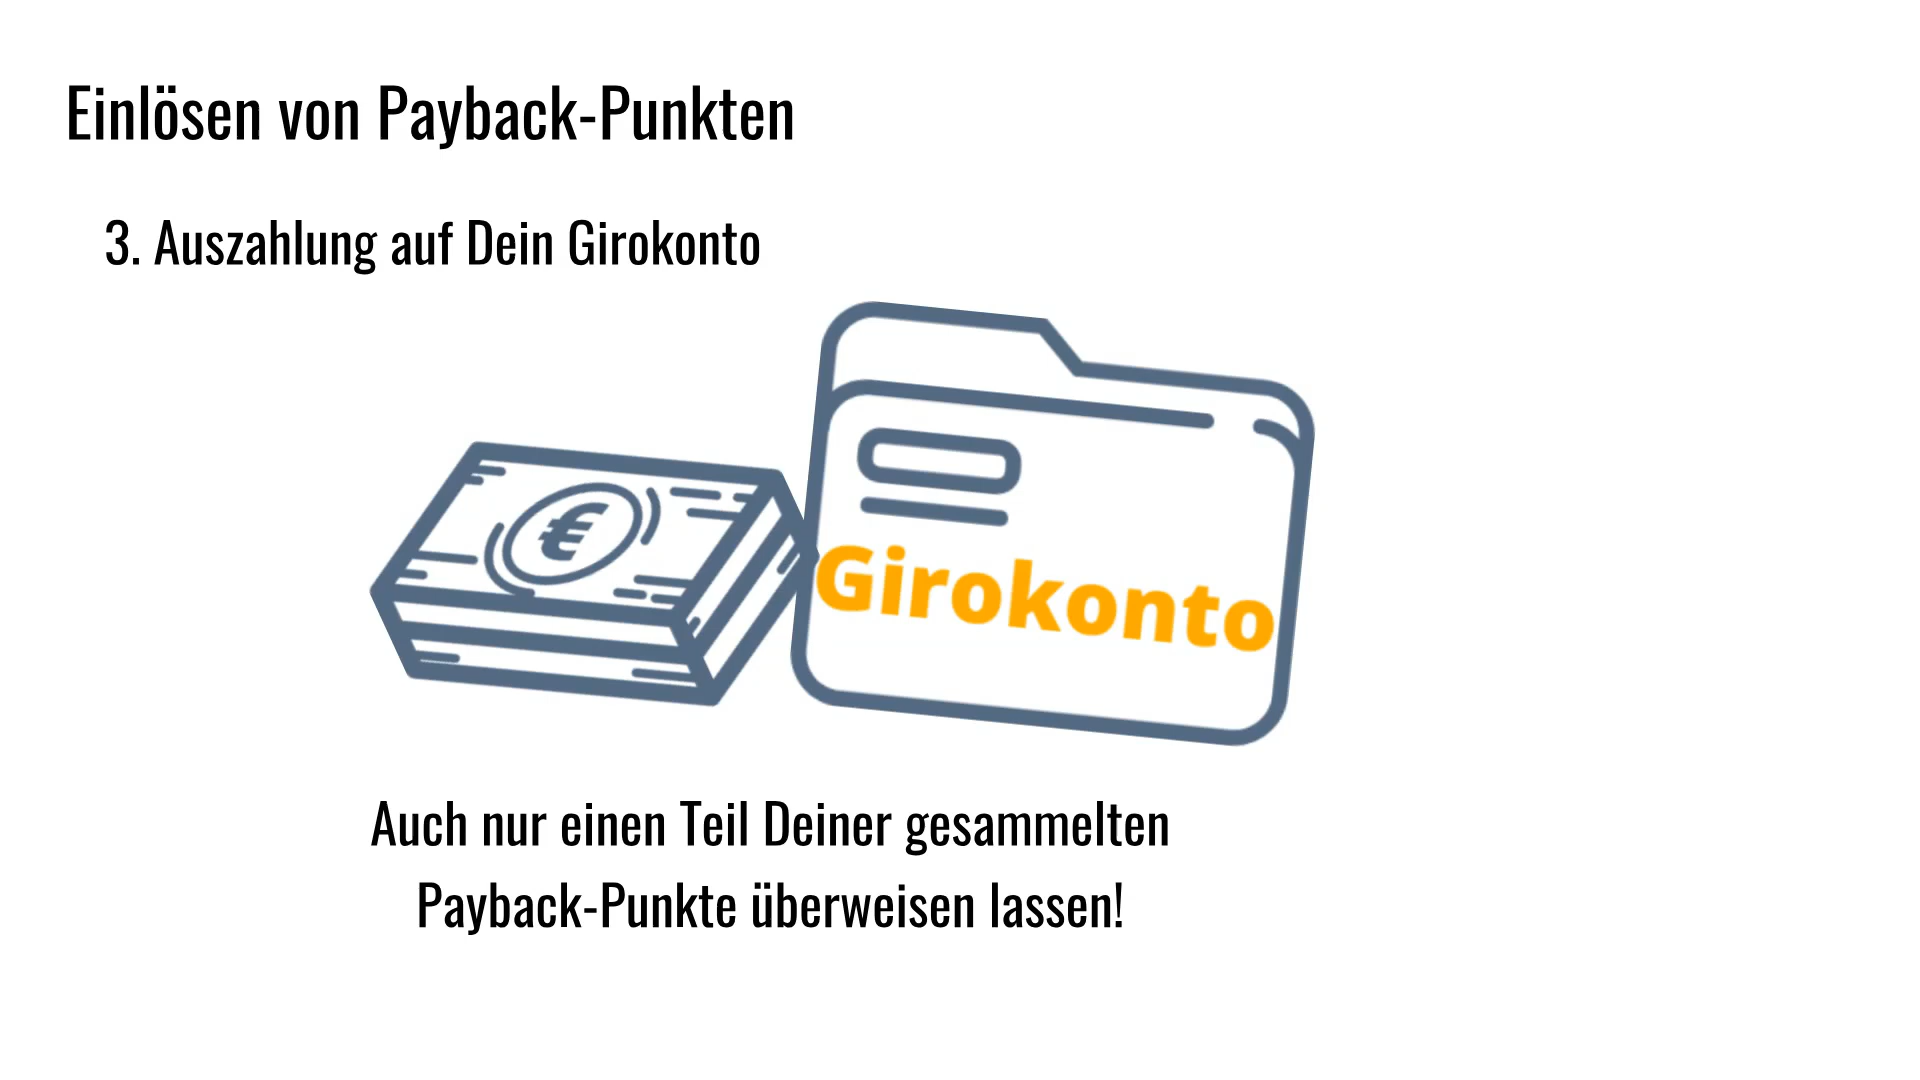 Einlösen von Payback-Punkten
3. Auszahlung auf Dein Girokonto
€
Girokonto
Auch nur einen Teil Deiner gesammelten
Payback-Punkte überweisen lassen!